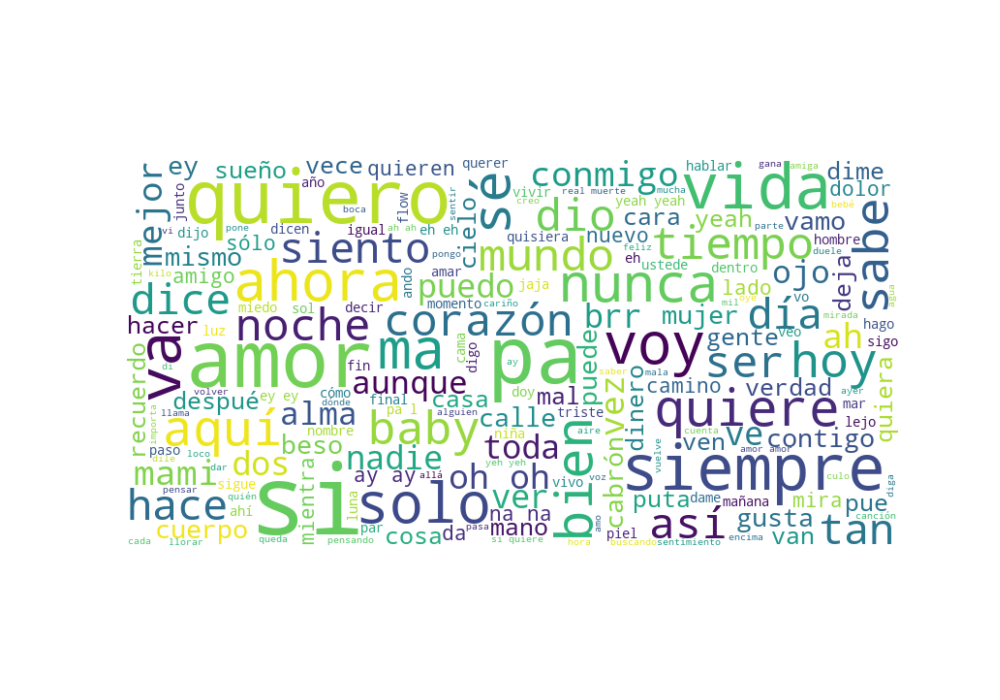 mejor
ey
sueño
vece
quieren
querer
conmigo
hablar
gana
amiga
dime
año
junto
quiero
boca
flow
sentir
sé
vivir
real muerte
creo
mucha
yeah yeah
vida
bebé
dolor
vi
dijo
pone
dicen
igual
ah ah
eh eh
pongo
cielo
dio
cara
yeah
parte
vamo
saber
mismo
sólo
siento
quisiera
nuevo
feliz
duele
hombre
tierra
kilo
amigo
ahora
ando
amar
jaja
mundo
eh
ustede
tiempo
dentro
ojo
deja
agua
dice
miedo
sol
decir
puedo
momento
cariño
nunca
lado
mil
oye
vo
mirada
hacer
luz
noche
corazón
brr
mujer
día
hago
va
amor
fin
ma
cama
digo
ay
pa
voy
gente
veo
ah
sigo
recuerdo
di
volver
cómo
aunque
doy
puede
saber
mala
ser
hoy
importa
llama
despué
ey ey
dónde
final
casa
mal
vez
camino
verdad
ayer
mar
quiera
paso
loco
aquí
alma
nombre
pa l
alguien
baby
calle
triste
niña
aire
bien
cabrón
dinero
quiere
cuenta
lejo
diile
mami
dar
dos
beso
nadie
toda
vuelve
ven
ve
contigo
amor amor
pensar
sigue
quién
mientra
si
luna
ay ay
allá
oh oh
yeh yeh
vivo
voz
siempre
culo
diga
hace
ahí
solo
ver
na na
amo
puta
dame
mañana
mira
pue
canción
cuerpo
par
cosa
da
pasa
mano
piel
así
gusta
tan
cada
llorar
queda
pensando
si quiere
hora
buscando
sentimiento
encima
van